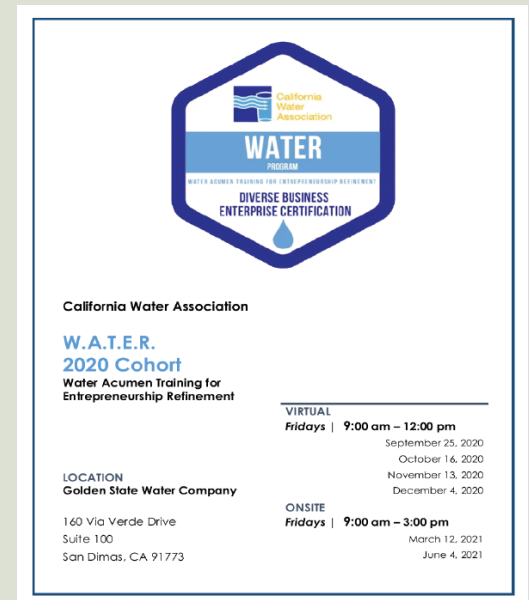 California
Water
Association
WATER
PROGRAM
WATER ACUMEN TRAINING FOR ENTREPRENEURSHIP REFINEMENT
DIVERSE BUSINESS
ENTERPRISE CERTIFICATION
California Water Association
W.A.T.E.R.
2020 Cohort
Water Acumen Training for
Entrepreneurship Refinement
LOCATION
Golden State Water Company
160 Via Verde Drive
Suite 100
San Dimas, CA 91773
VIRTUAL
Fridays | 9:00 am – 12:00 pm
September 25, 2020
October 16, 2020
November 13, 2020
December 4, 2020
ONSITE
Fridays | 9:00 am – 3:00 pm
March 12, 2021
June 4, 2021